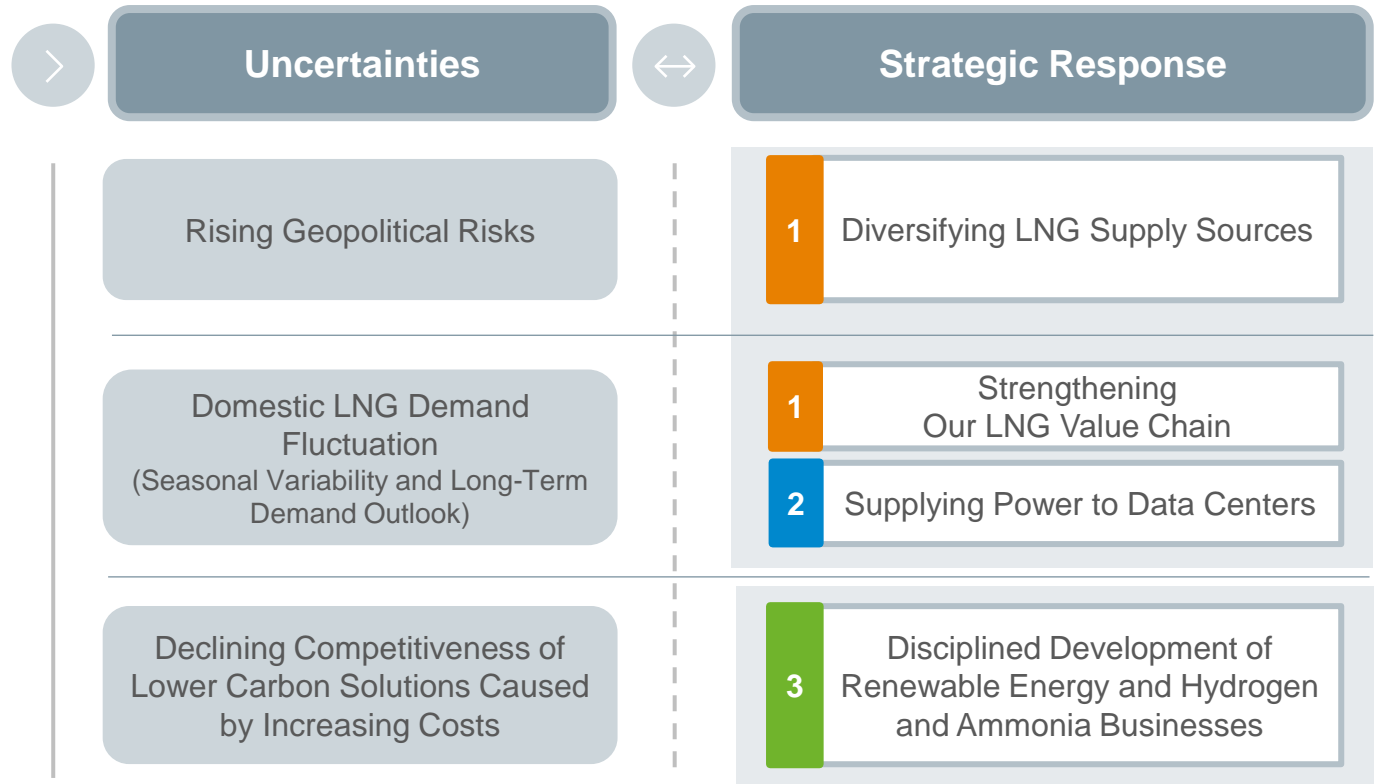 Uncertainties
Strategic Response
Rising Geopolitical Risks
1
Diversifying LNG Supply Sources
Domestic LNG Demand
Fluctuation
(Seasonal Variability and Long-Term
Demand Outlook)
1
Strengthening
Our LNG Value Chain
2
Supplying Power to Data Centers
Declining Competitiveness of
Lower Carbon Solutions Caused
by Increasing Costs
3
Disciplined Development of
Renewable Energy and Hydrogen
and Ammonia Businesses